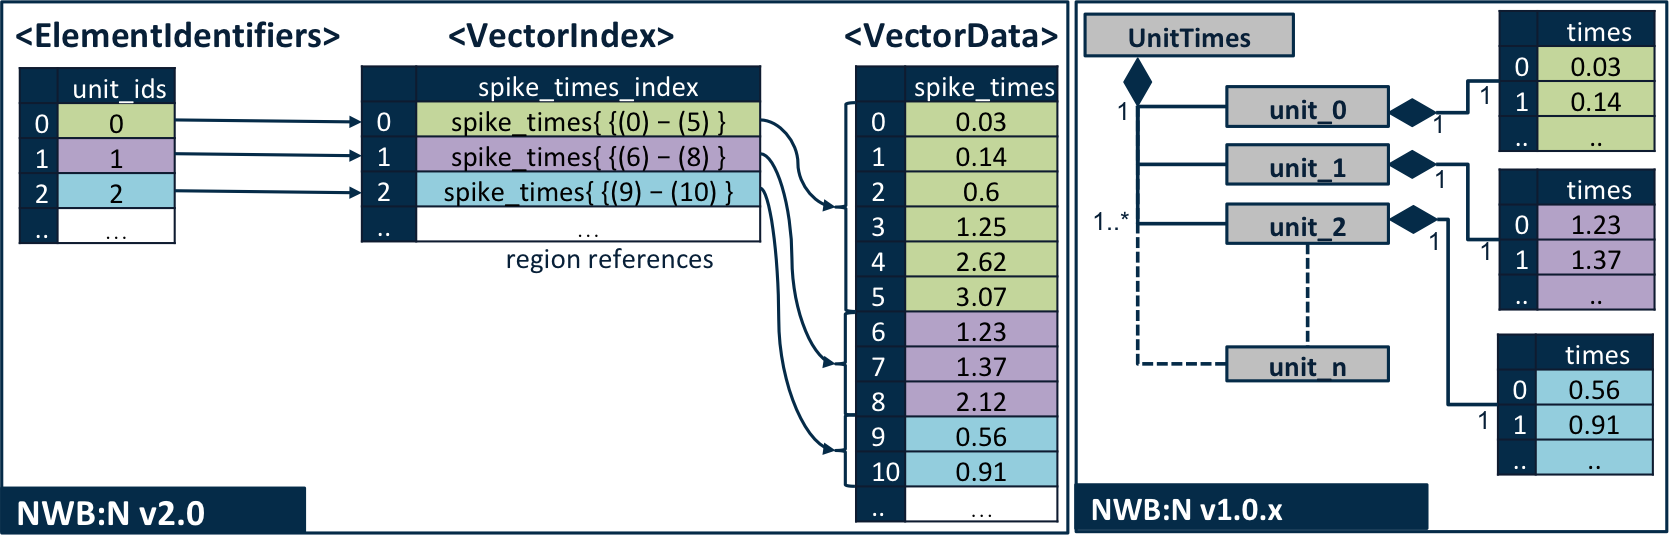 <ElementIdentifiers>
unit_ids
0 0
1 1
2 2
.. ...
<VectorIndex>
spike_times_index
0 spike_times{ {(0) – (5) }
1 spike_times{ {(6) – (8) }
2 spike_times{ {(9) – (10) }
.. ...
region references
<VectorData>
spike_times
0 0.03
1 0.14
2 0.6
3 1.25
4 2.62
5 3.07
6 1.23
7 1.37
8 2.12
9 0.56
10 0.91
.. ...
NWB:N v2.0
UnitTimes
1
1..*
unit_0
1
1
unit_1
1
1
unit_2
1
1
unit_n
times
0 0.03
1 0.14
.. ..
times
0 1.23
1 1.37
.. ..
times
0 0.56
1 0.91
.. ..
NWB:N v1.0.x